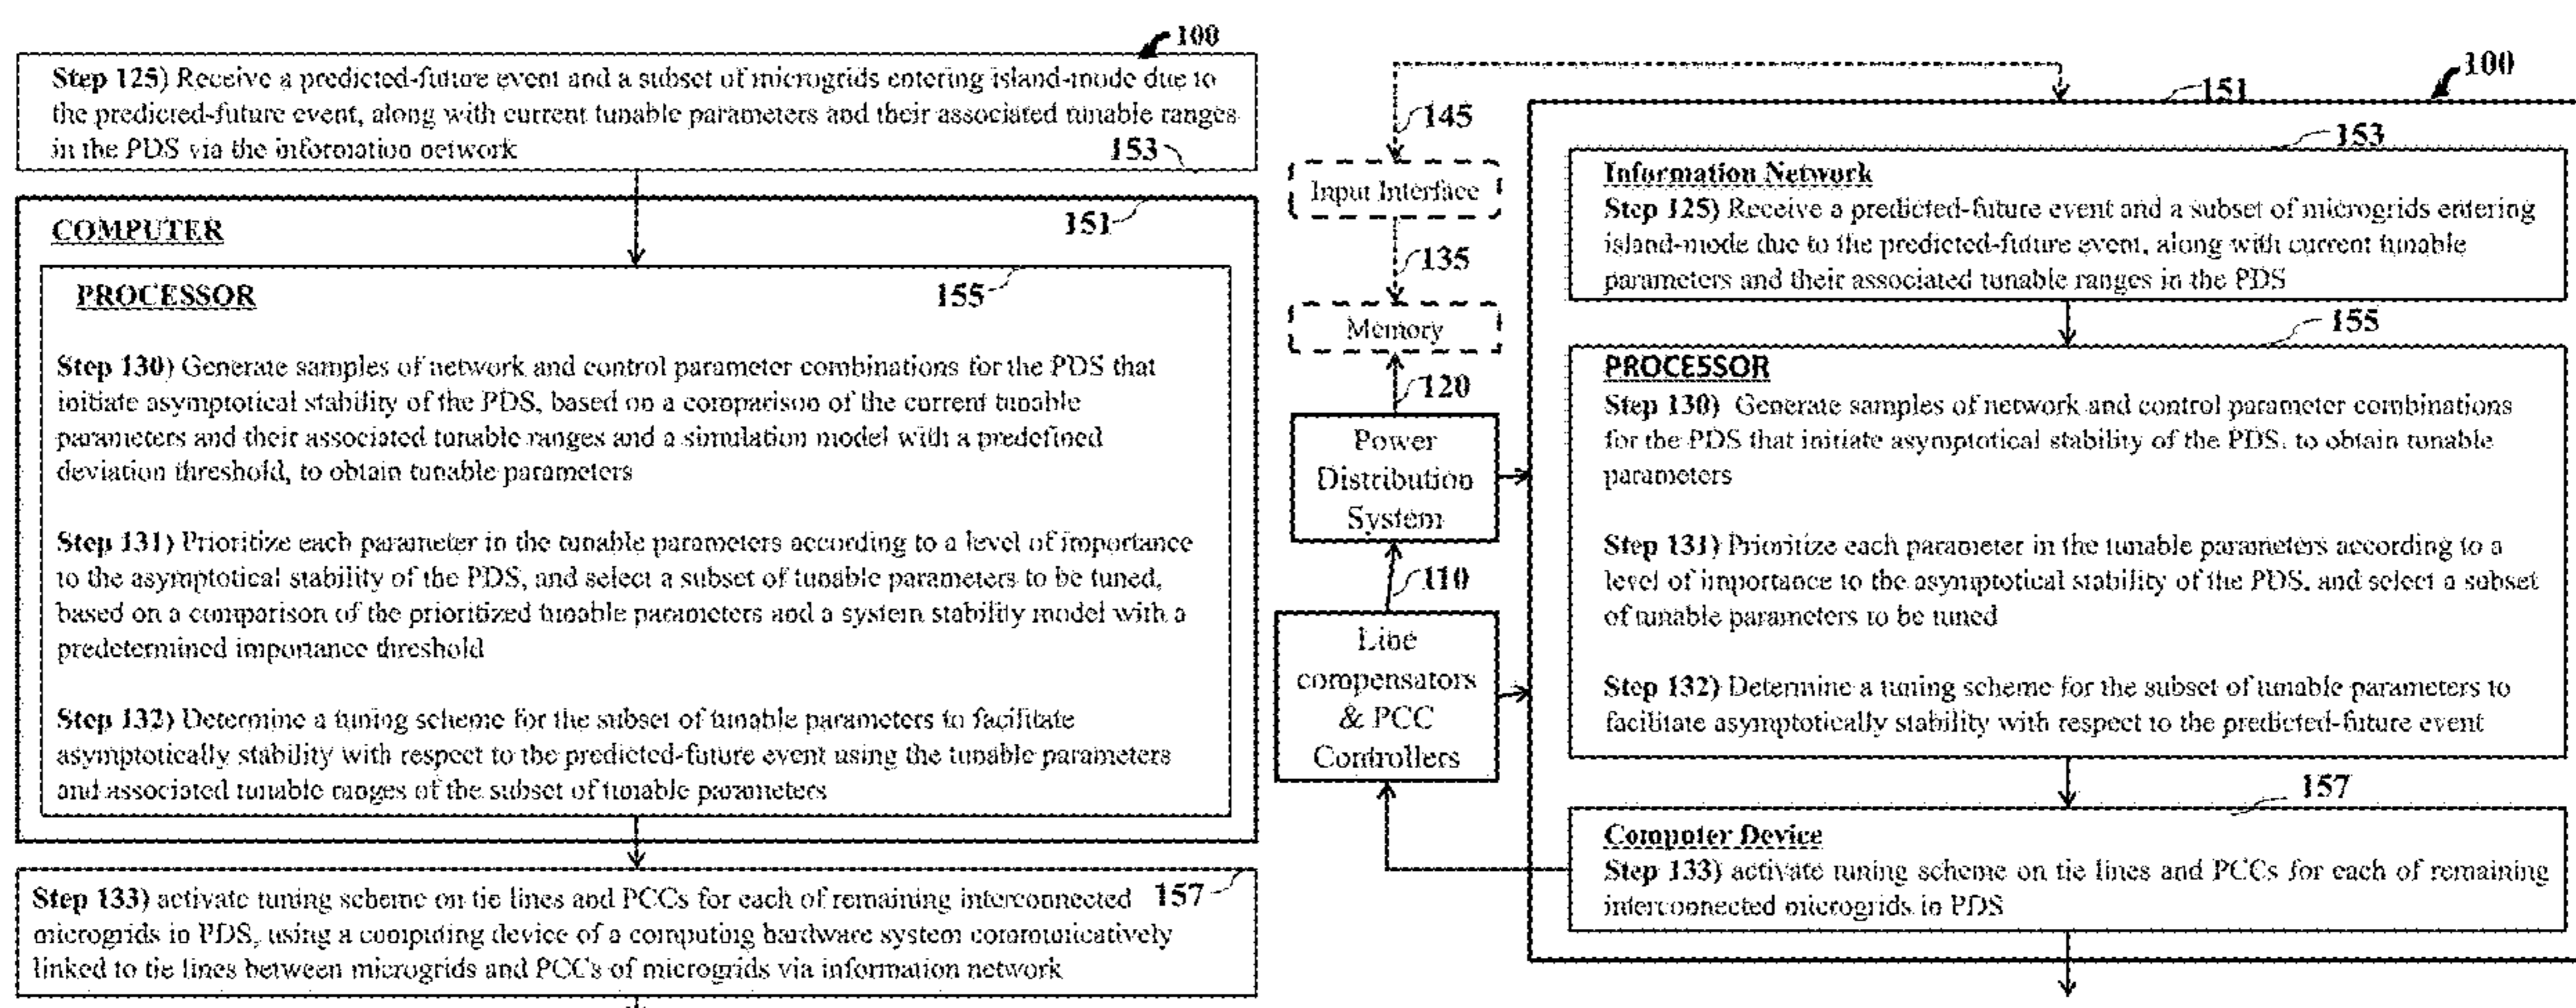 100
Step 125) Receive a predicted-future event and a subset of microgrids entering island-mode due to
the predicted-future event, along with current tunable parameters and their associated tunable ranges
in the PDS via the information network
153
151
COMPUTER
155
PROCESSOR
Step 130) Generate samples of network and control parameter combinations for the PDS that
initiate asymptotical stability of the PDS, based on a comparison of the current tunable
parameters and their associated tunable ranges and a simulation model with a predefined
deviation threshold, to obtain tunable parameters
Step 131) Prioritize each parameter in the tunable parameters according to a level of importance
to the asymptotical stability of the PDS, and select a subset of tunable parameters to be tuned,
based on a comparison of the prioritized tunable parameters and a system stability model with a
predetermined importance threshold
Step 132) Determine a tuning scheme for the subset of tunable parameters to facilitate
asymptotically stability with respect to the predicted-future event using the tunable parameters
and associated tunable ranges of the subset of tunable parameters
Step 133) activate tuning scheme on tie lines and PCCs for each of remaining interconnected
157
microgrids in PDS, using a computing device of a computing hardware system communicatively
linked to tie lines between microgrids and PCCs of microgrids via information network
145
Input Interface
135
Memory
120
Power
Distribution
System
110
Line
compensators
& PCC
Controllers
100
151
153
Information Network
Step 125) Receive a predicted-future event and a subset of microgrids entering
island-mode due to the predicted-future event, along with current tunable
parameters and their associated tunable ranges in the PDS
155
PROCESSOR
Step 130) Generate samples of network and control parameter combinations
for the PDS that initiate asymptotical stability of the PDS, to obtain tunable
parameters
Step 131) Prioritize each parameter in the tunable parameters according to a
level of importance to the asymptotical stability of the PDS, and select a subset
of tunable parameters to be tuned
Step 132) Determine a tuning scheme for the subset of tunable parameters to
facilitate asymptotically stability with respect to the predicted-future event
157
Computer Device
Step 133) activate tuning scheme on tie lines and PCCs for each of remaining
interconnected microgrids in PDS